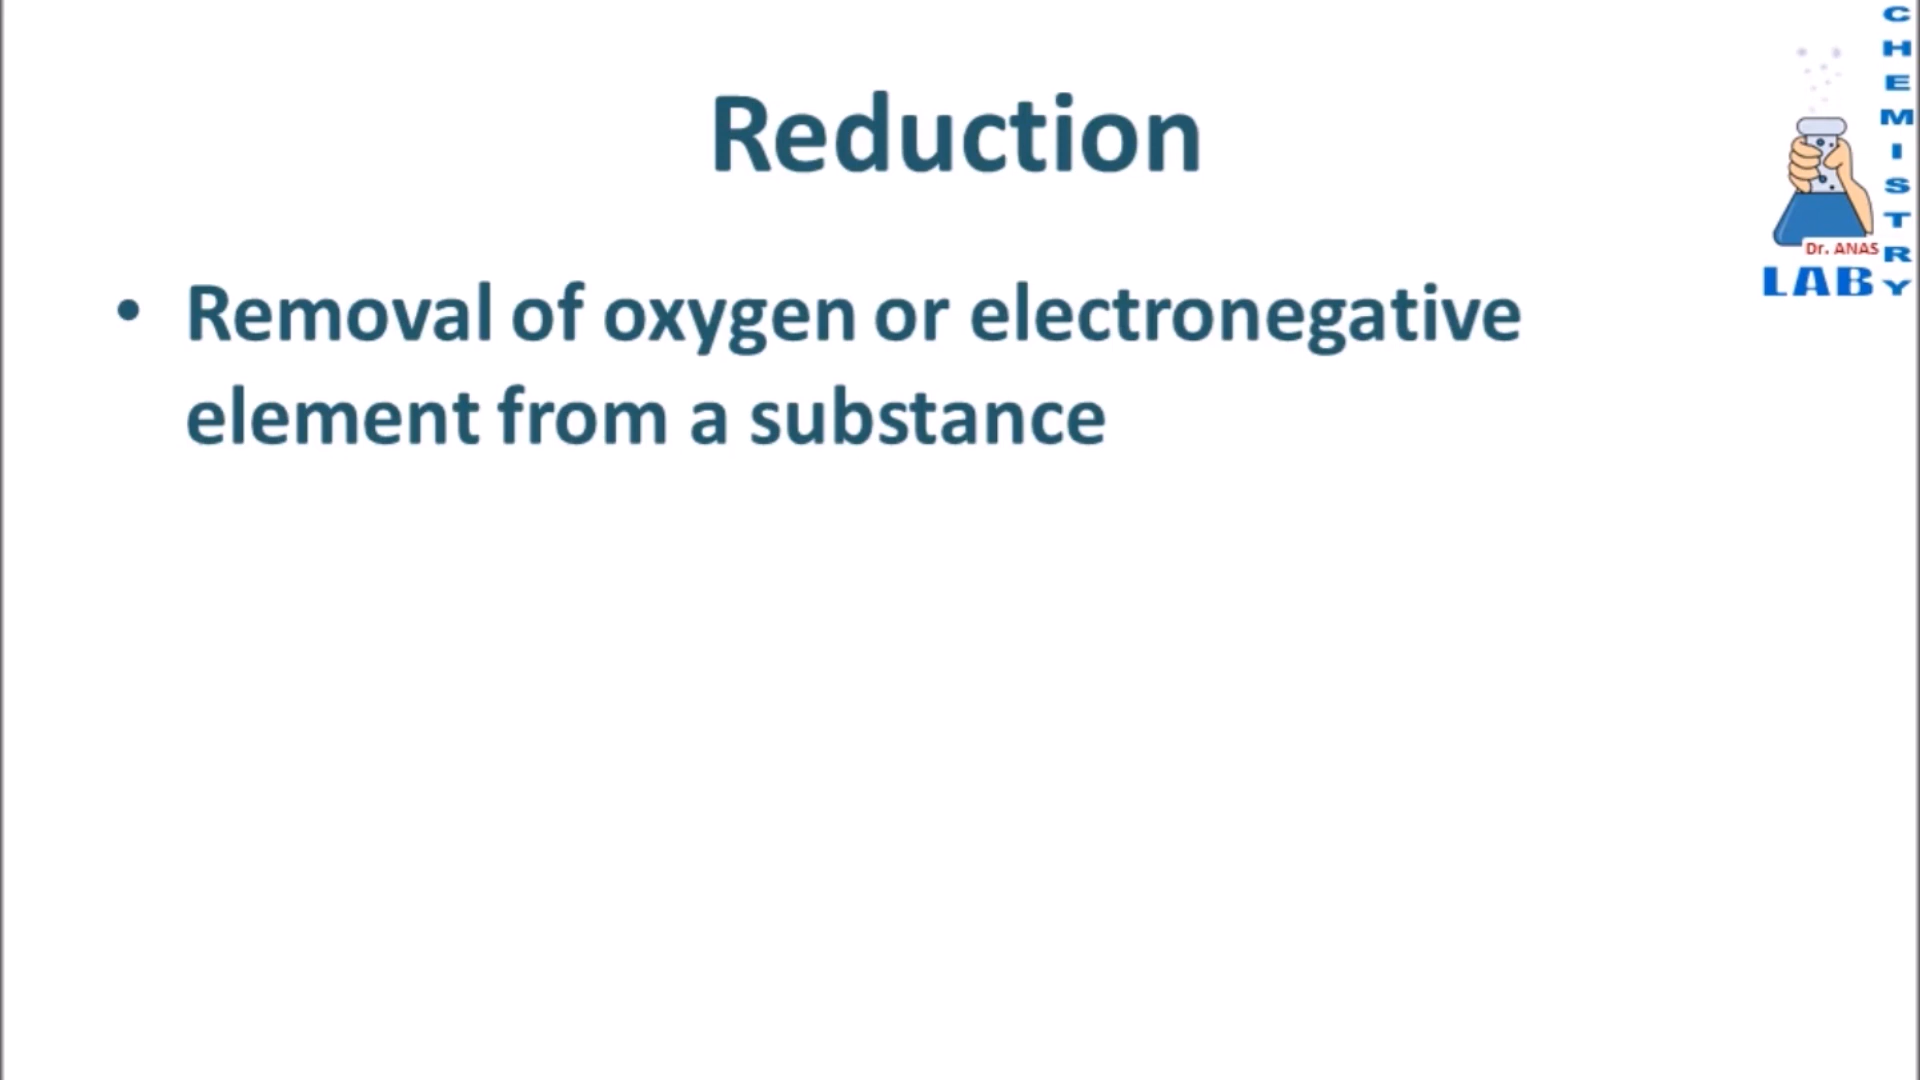 Reduction
• Removal of oxygen or electronegative
element from a substance
CHEMISTRY
Dr. ANAS
LAB